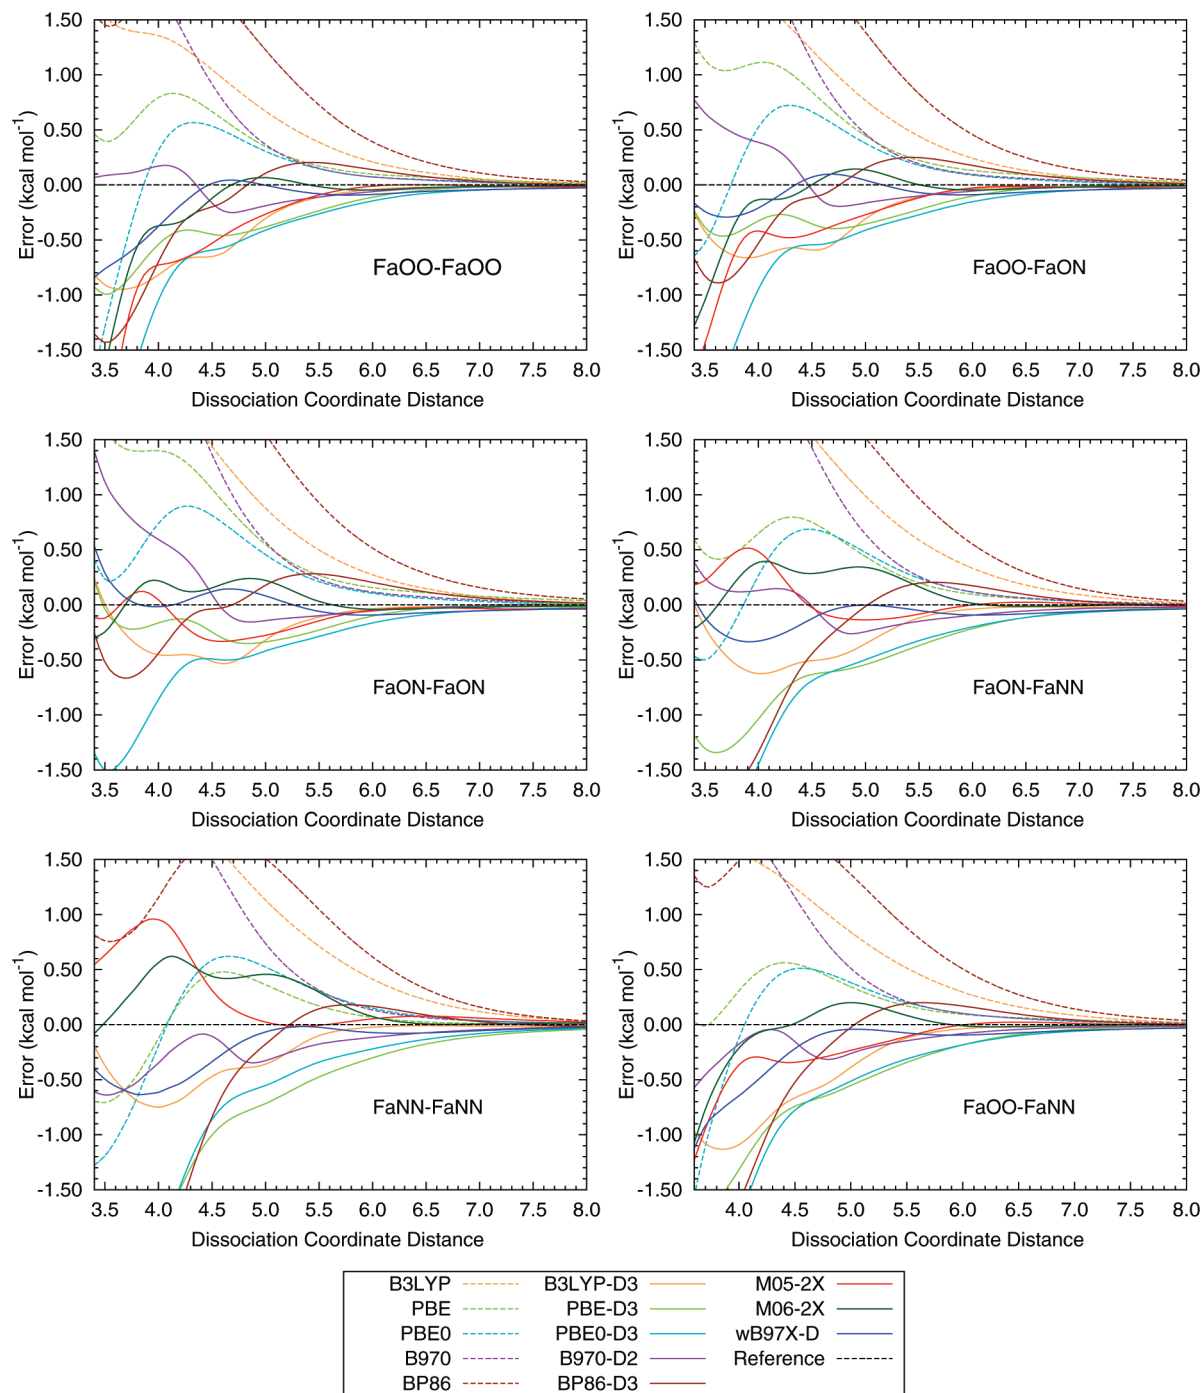 1.50
1.00
0.50
0.00
-0.50
-1.00
-1.50
Error (kcal mol⁻¹)
FaOO-FaOO
3.5 4.0 4.5 5.0 5.5 6.0 6.5 7.0 7.5 8.0
Dissociation Coordinate Distance
1.50
1.00
0.50
0.00
-0.50
-1.00
-1.50
Error (kcal mol⁻¹)
FaOO-FaON
3.5 4.0 4.5 5.0 5.5 6.0 6.5 7.0 7.5 8.0
Dissociation Coordinate Distance
1.50
1.00
0.50
0.00
-0.50
-1.00
-1.50
Error (kcal mol⁻¹)
FaON-FaON
3.5 4.0 4.5 5.0 5.5 6.0 6.5 7.0 7.5 8.0
Dissociation Coordinate Distance
1.50
1.00
0.50
0.00
-0.50
-1.00
-1.50
Error (kcal mol⁻¹)
FaON-FaNN
3.5 4.0 4.5 5.0 5.5 6.0 6.5 7.0 7.5 8.0
Dissociation Coordinate Distance
1.50
1.00
0.50
0.00
-0.50
-1.00
-1.50
Error (kcal mol⁻¹)
FaNN-FaNN
3.5 4.0 4.5 5.0 5.5 6.0 6.5 7.0 7.5 8.0
Dissociation Coordinate Distance
1.50
1.00
0.50
0.00
-0.50
-1.00
-1.50
Error (kcal mol⁻¹)
FaOO-FaNN
4.0 4.5 5.0 5.5 6.0 6.5 7.0 7.5 8.0
Dissociation Coordinate Distance
B3LYP B3LYP-D3 M05-2X
PBE PBE-D3 M06-2X
PBE0 PBE0-D3 wB97X-D
B970 B970-D2 Reference
BP86 BP86-D3